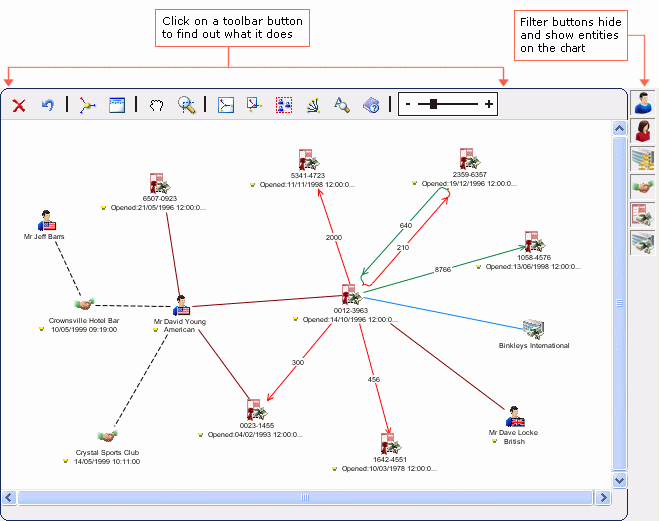 Click on a toolbar button
to find out what it does
Filter buttons hide
and show entities
on the chart
- +
5341-4723
Opened:11/11/1998 12:00:0...
2359-6357
Opened:19/12/1996 12:00:0...
6507-0923
Opened:21/05/1996 12:00:0...
Mr Jeff Barrs
2000
640
210
1058-4576
Opened:13/06/1998 12:00:0...
8766
Crownsville Hotel Bar
10/05/1999 09:19:00
Mr David Young
American
0012-3963
Opened:14/10/1996 12:00:0...
Binkleys International
300
456
0023-1455
Opened:04/02/1993 12:00:0...
Mr Dave Locke
British
Crystal Sports Club
14/05/1999 10:11:00
1642-4551
Opened:10/03/1978 12:00:0...